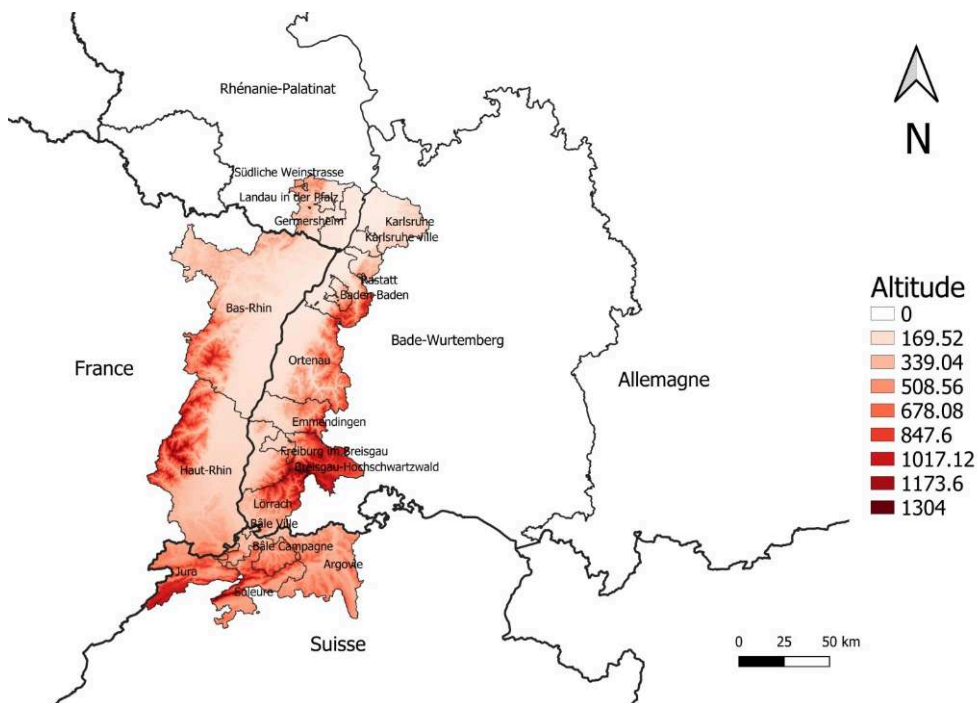 Rhénanie-Palatinat
N
Südliche Weinstrasse
Landau in der Pfalz
Germersheim
Karlsruhe
Karlsruhe-ville
Rastatt
Baden-Baden
Bas-Rhin
Bade-Wurtemberg
Ortenau
France
Allemagne
Emmendingen
Freiburg im Breisgau
Breisgau-Hochschwartzwald
Haut-Rhin
Lörrach
Bâle Ville
Bâle Campagne
Argovie
Jura
Soleure
Suisse
Altitude
0
169.52
339.04
508.56
678.08
847.6
1017.12
1173.6
1304
0 25 50 km